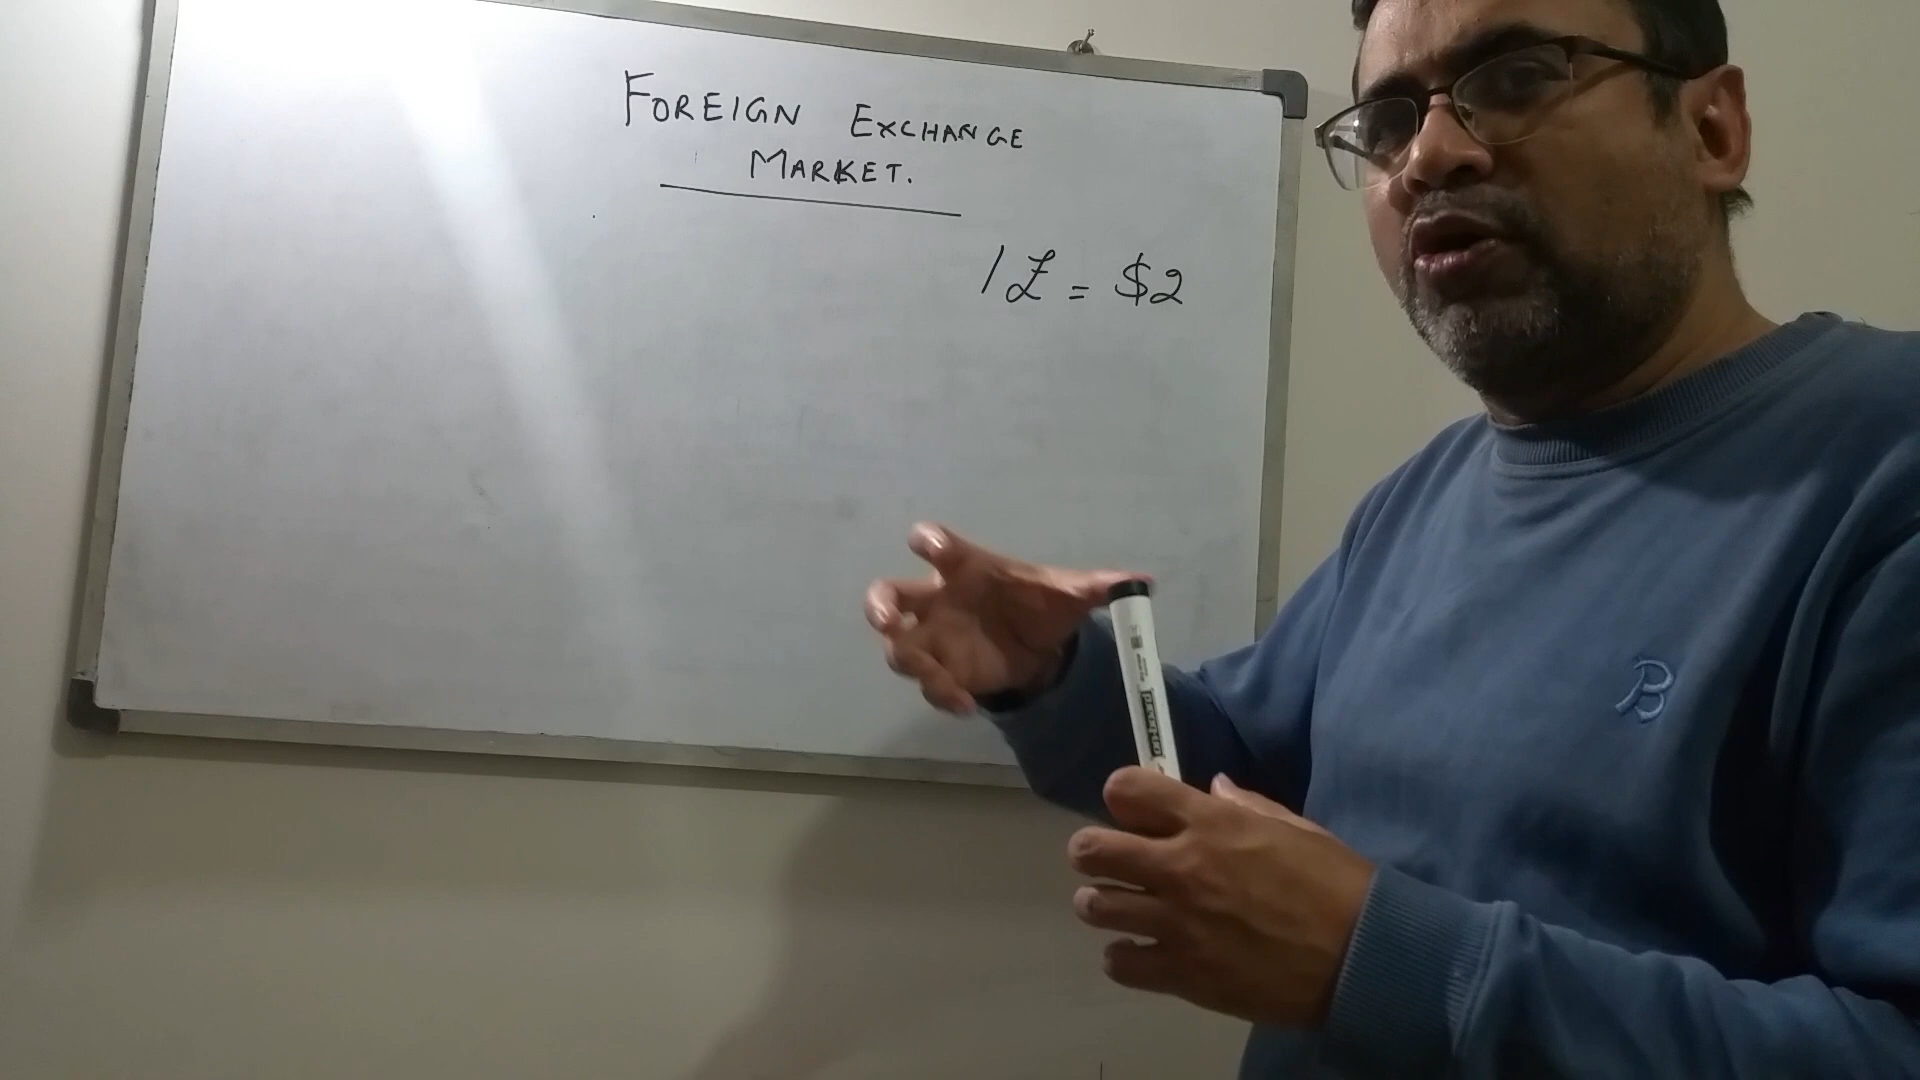 FOREIGN EXCHANGE
MARKET.
1£ = $2
B